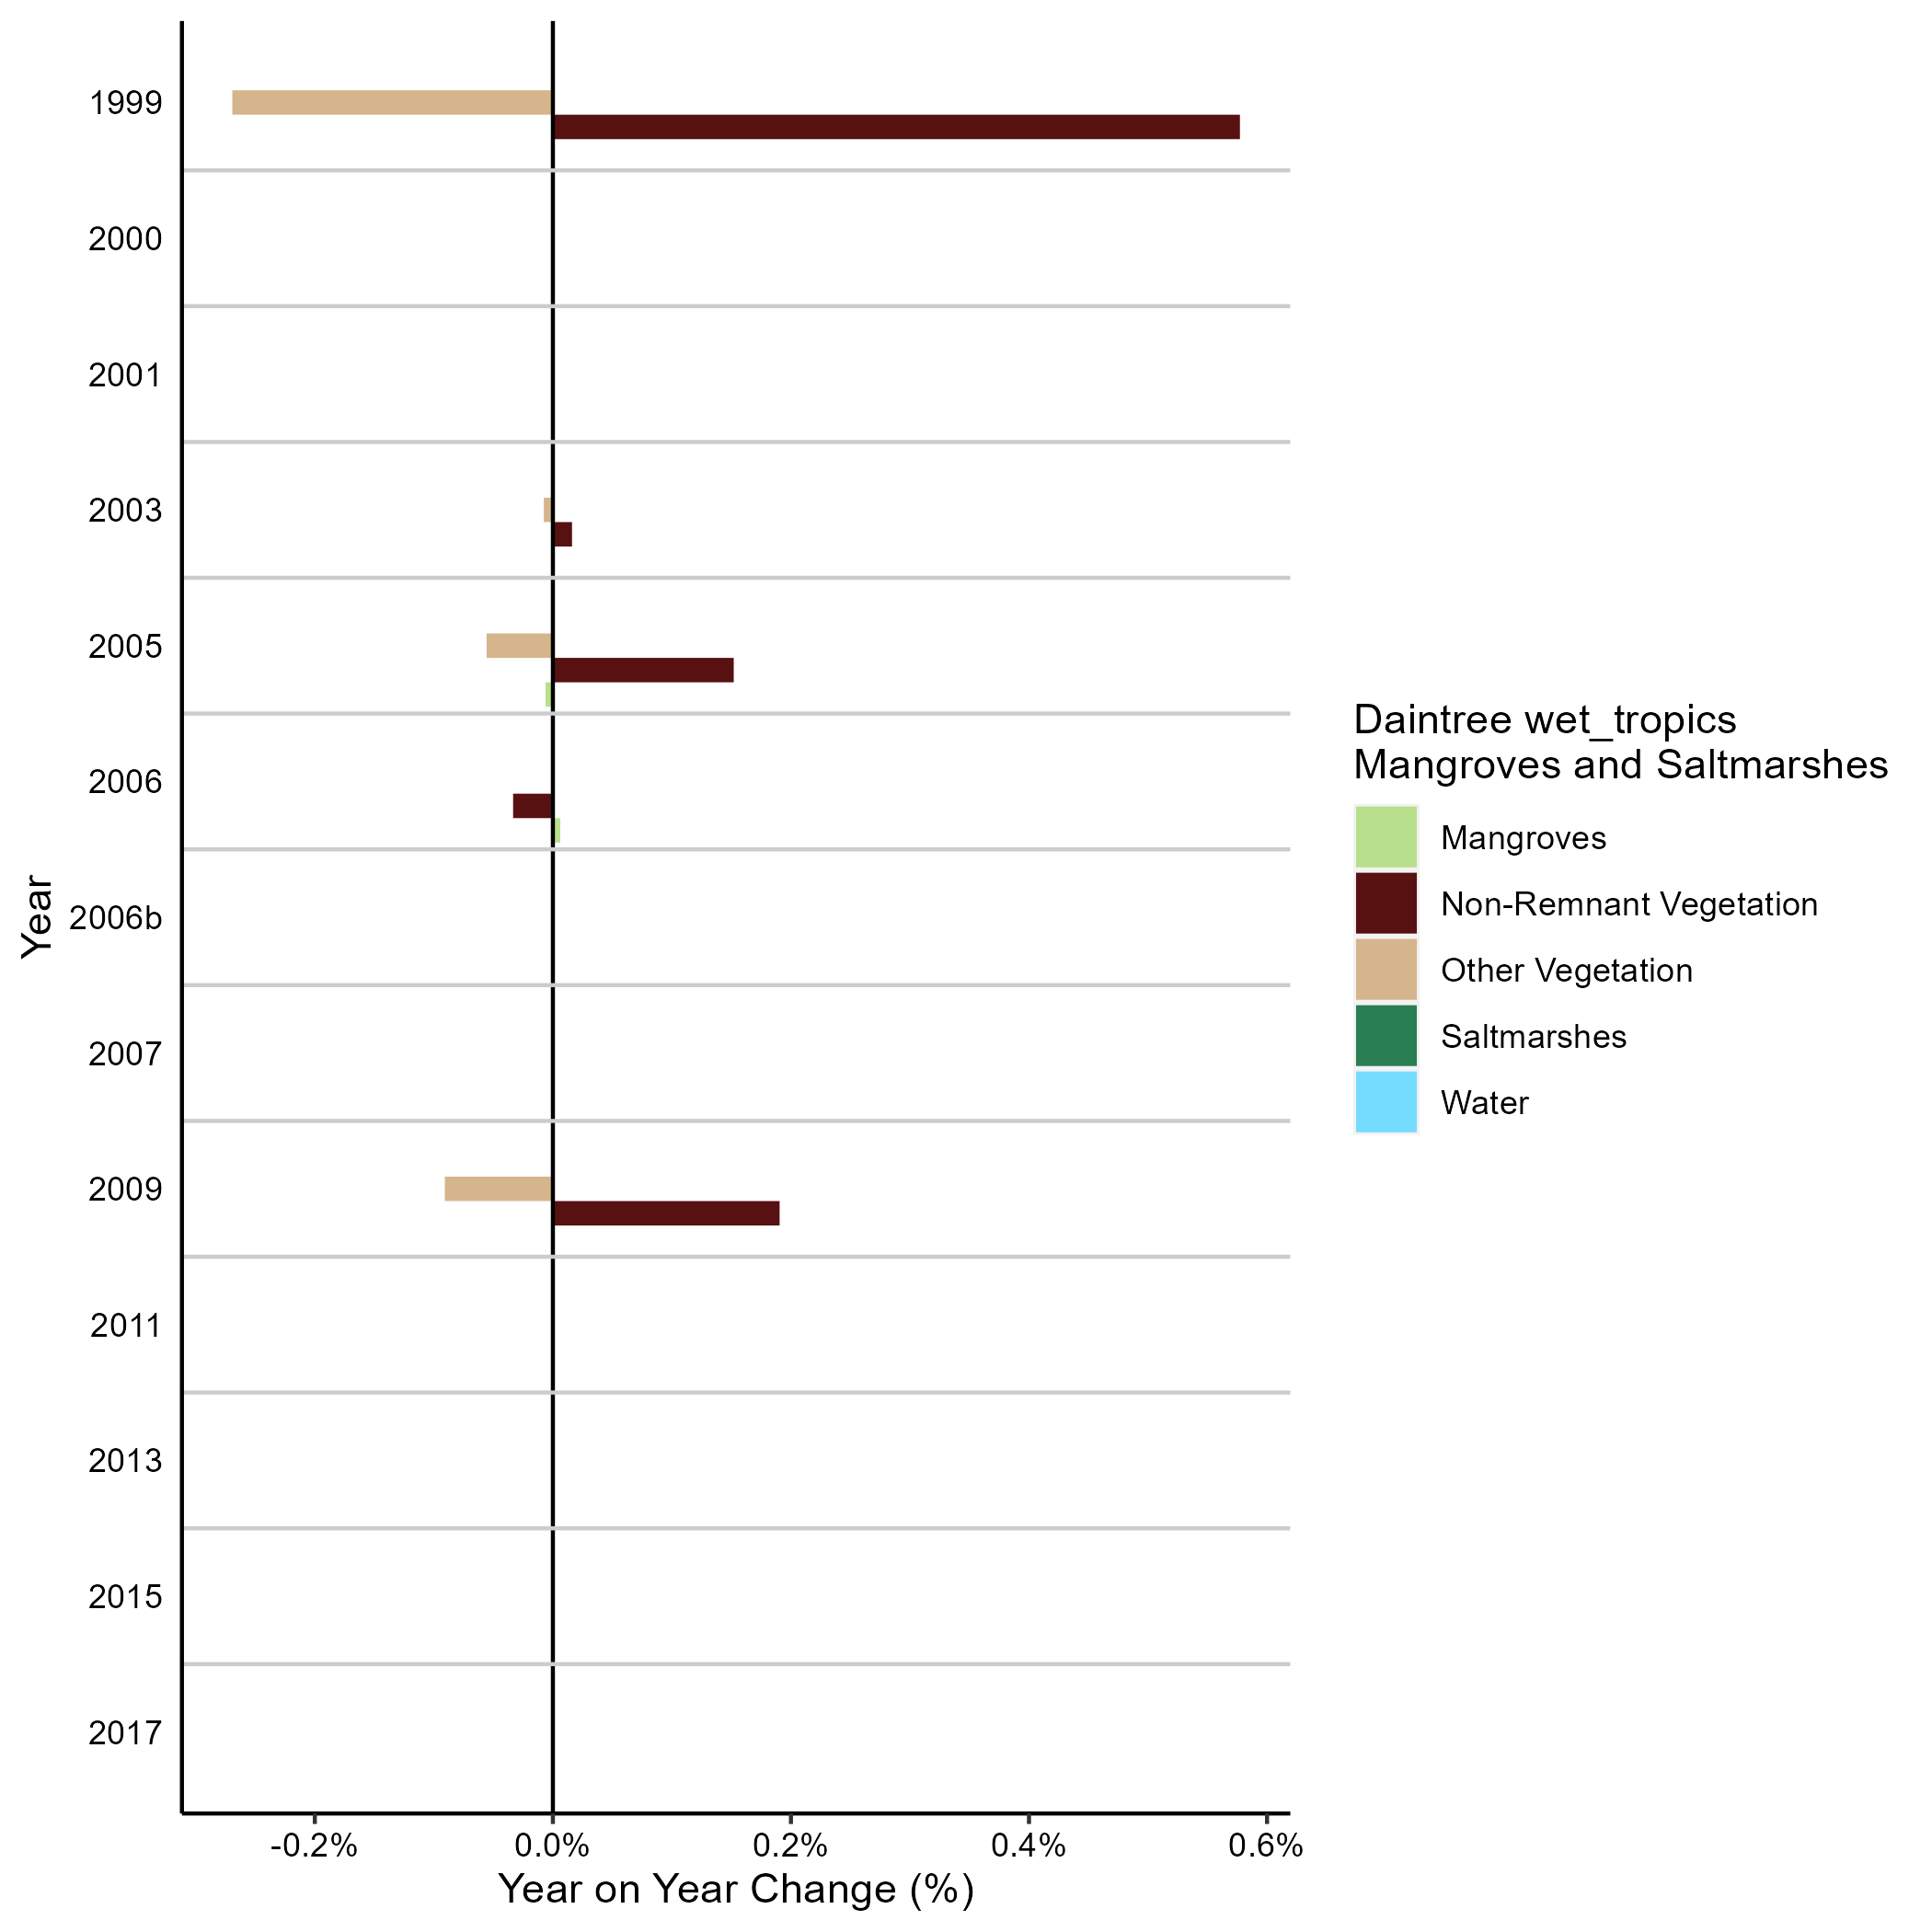 Year
1999
2000
2001
2003
2005
2006
2006b
2007
2009
2011
2013
2015
2017
-0.2%
0.0%
0.2%
0.4%
0.6%
Year on Year Change (%)
Daintree wet_tropics
Mangroves and Saltmarshes
Mangroves
Non-Remnant Vegetation
Other Vegetation
Saltmarshes
Water